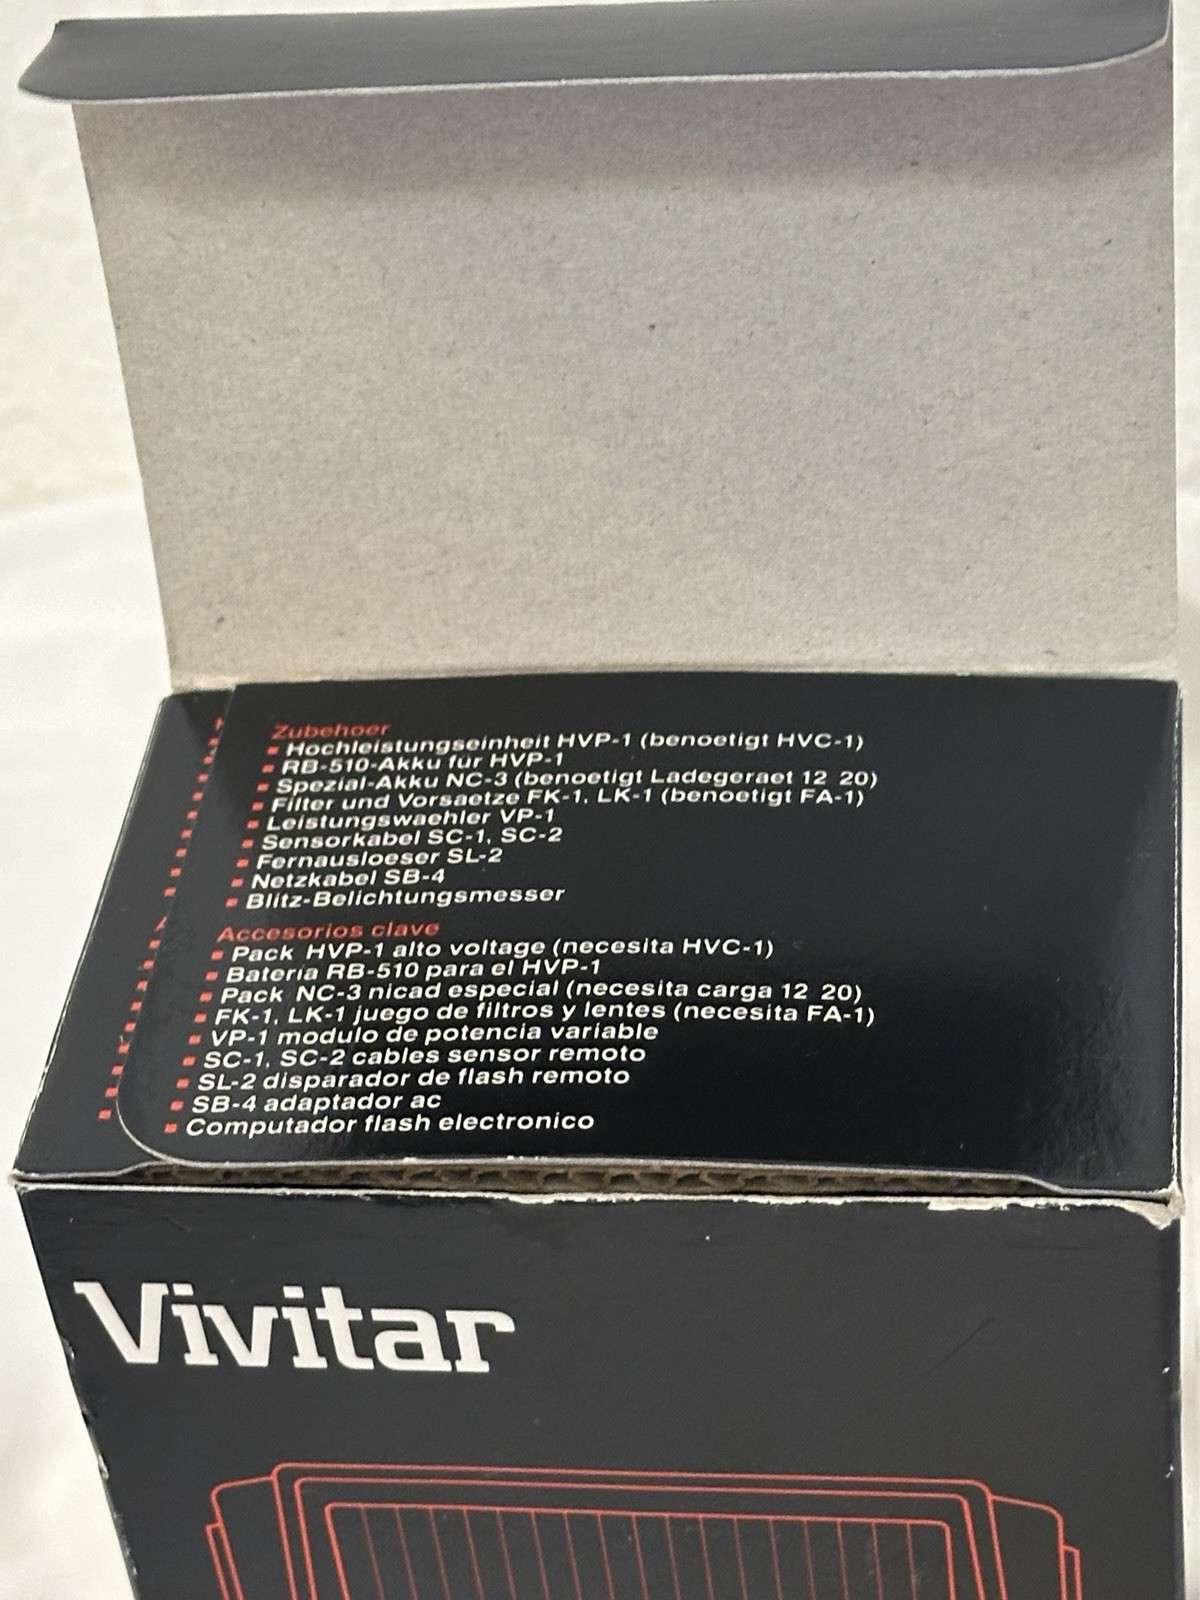 Zubehoer
Hochleistungseinheit HVP-1 (benoetigt HVC-1)
RB-510-Akku für HVP-1
Spezial-Akku NC-3 (benoetigt Ladegeraet 12 20)
Filter und Vorsaetze FK-1, LK-1 (benoetigt FA-1)
Leistungswaehler VP-1
Sensorkabel SC-1, SC-2
Fernausloeser SL-2
Netzkabel SB-4
Blitz-Belichtungsmesser
Accesorios clave
Pack HVP-1 alto voltage (necesita HVC-1)
Bateria RB-510 para el HVP-1
Pack NC-3 nicad especial (necesita carga 12 20)
FK-1, LK-1 juego de filtros y lentes (necesita FA-1)
VP-1 modulo de potencia variable
SC-1, SC-2 cables sensor remoto
SL-2 disparador de flash remoto
SB-4 adaptador ac
Computador flash electronico
Vivitar